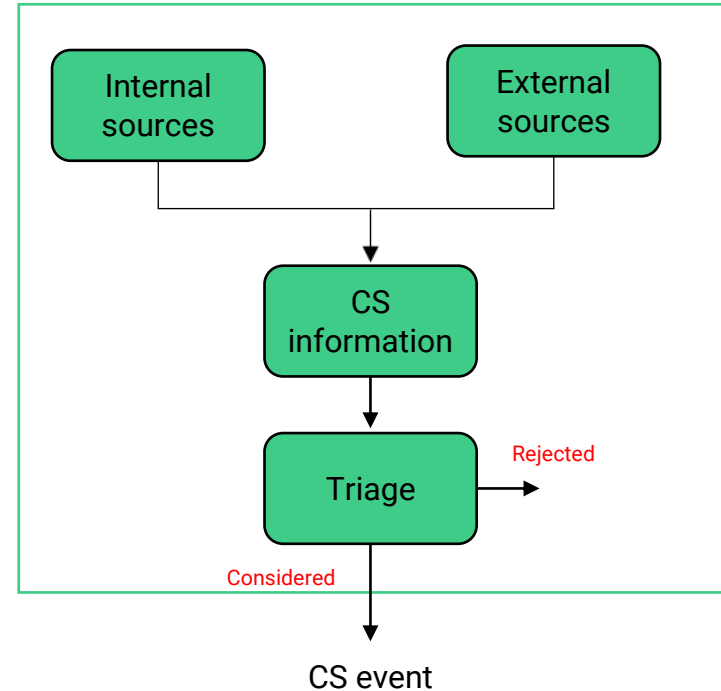 Internal
sources
External
sources
CS
information
Triage
Rejected
Considered
CS event